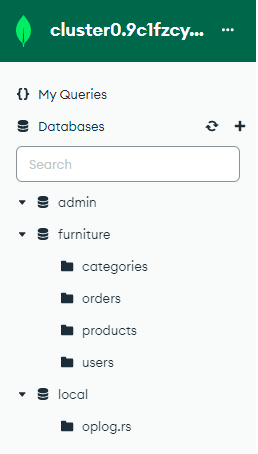 cluster0.9c1fzcy...
{} My Queries
Databases
Search
admin
furniture
categories
orders
products
users
local
oplog.rs